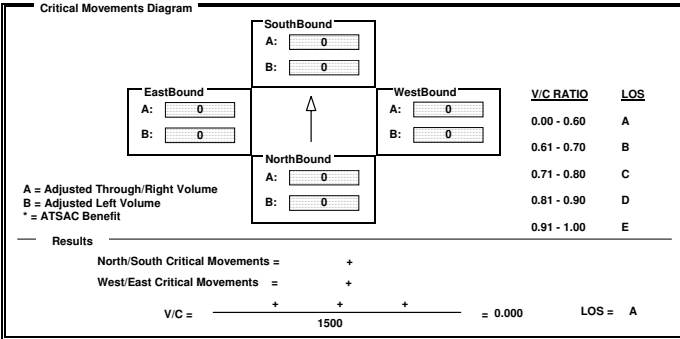 Critical Movements Diagram
SouthBound
A: 0
B: 0
EastBound
A: 0
B: 0
WestBound
A: 0
B: 0
NorthBound
A: 0
B: 0
V/C RATIO LOS
0.00 - 0.60 A
0.61 - 0.70 B
0.71 - 0.80 C
0.81 - 0.90 D
0.91 - 1.00 E
A = Adjusted Through/Right Volume
B = Adjusted Left Volume
* = ATSAC Benefit
Results
North/South Critical Movements = +
West/East Critical Movements = +
V/C = + + + = 0.000 LOS = A
1500